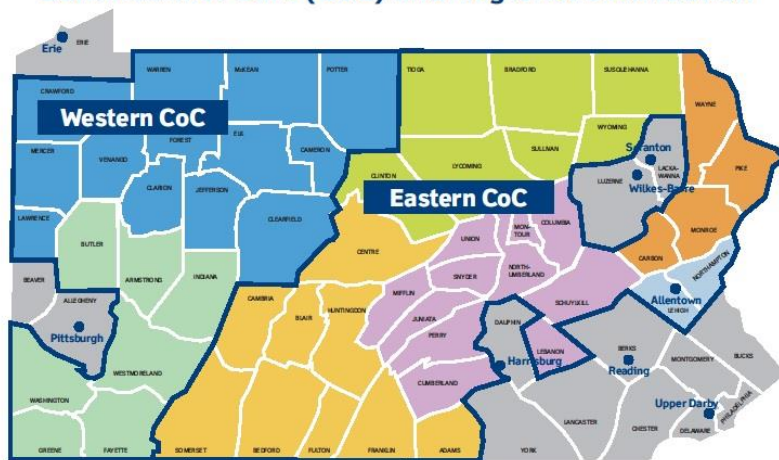 Erie
ERIE
WARREN
McKEAN
POTTER
TIOGA
BRADFORD
SUSQUEHANNA
CRAWFORD
WAYNE
Western CoC
FOREST
ELK
WYOMING
MERCER
VENANGO
CAMERON
SULLIVAN
Scranton
LACKA-
WANNA
CLARION
JEFFERSON
CLINTON
LYCOMING
LUZERNE
PIKE
Wilkes-Barre
Eastern CoC
LAWRENCE
CLEARFIELD
COLUMBIA
MONROE
BUTLER
CENTRE
UNION
MON-
TOUR
CARBON
ARMSTRONG
INDIANA
SNYDER
NORTH-
UMBERLAND
NORTHAMPTON
BEAVER
ALLEGHENY
CAMBRIA
BLAIR
HUNTINGDON
MIFFLIN
SCHUYLKILL
Allentown
LEHIGH
Pittsburgh
JUNIATA
DAUPHIN
PERRY
LEBANON
BERKS
Harrisburg
Reading
MONTGOMERY
BUCKS
WESTMORELAND
CUMBERLAND
WASHINGTON
Upper Darby
PHILADELPHIA
LANCASTER
CHESTER
DELAWARE
GREENE
FAYETTE
SOMERSET
BEDFORD
FULTON
FRANKLIN
ADAMS
YORK